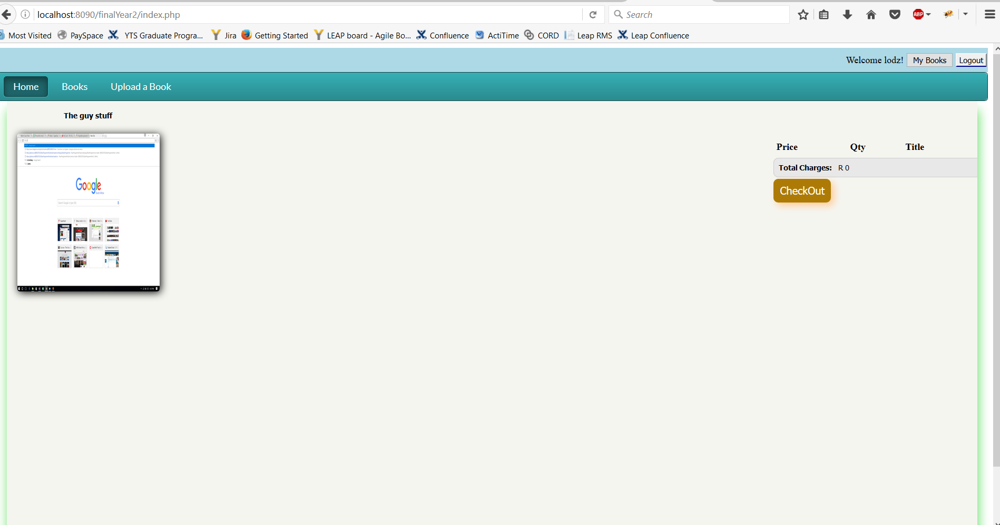 localhost:8090/finalYear2/index.php
Search
ABP
Most Visited PaySpace YTS Graduate Progra... Jira Getting Started LEAP board - Agile Bo... Confluence ActiTime CORD Leap RMS Leap Confluence
Welcome lodz! My Books Logout
Home Books Upload a Book
The guy stuff
Google
Price Qty Title
Total Charges: R 0
CheckOut